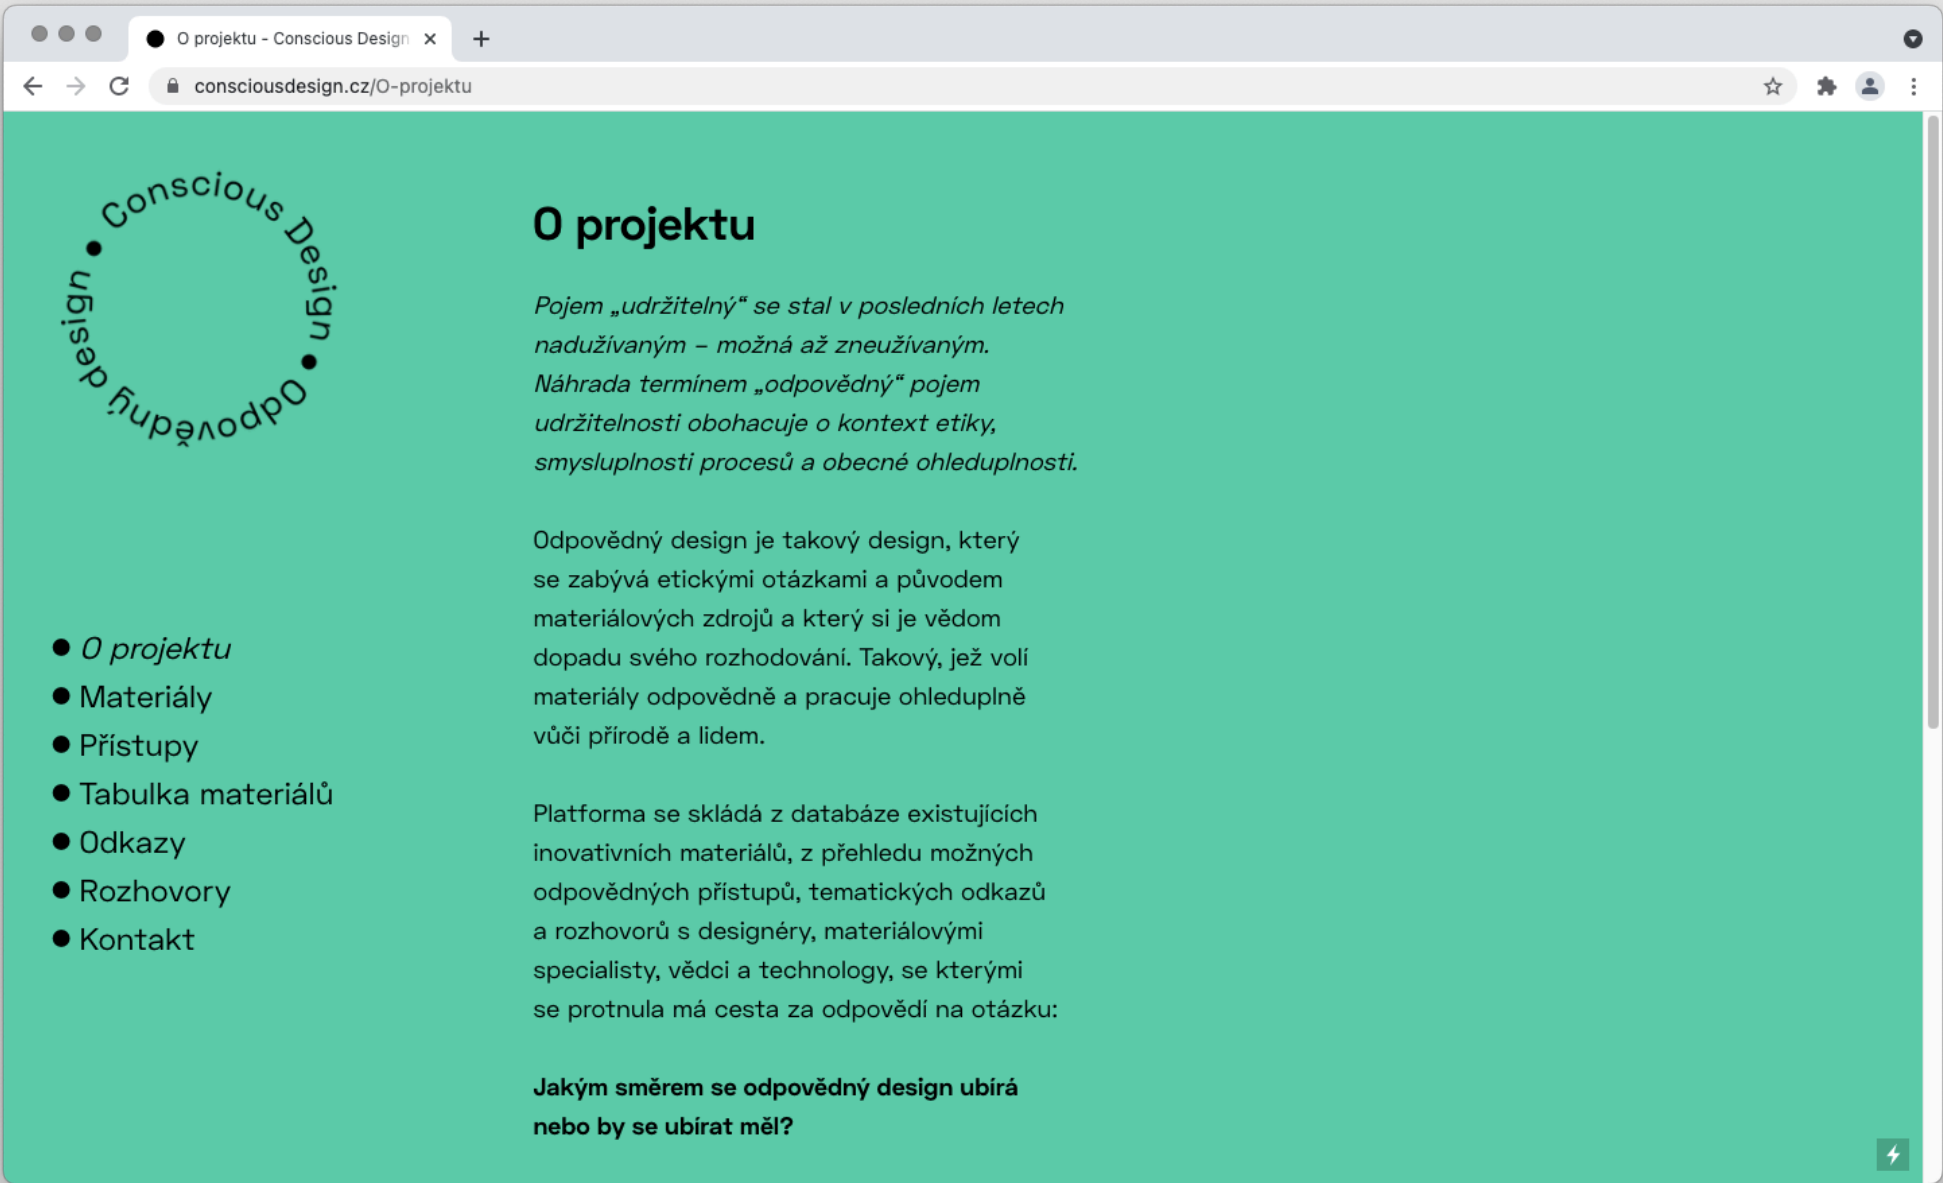 O projektu - Conscious Design
consciousdesign.cz/O-projektu
Conscious Design • Odpovědný design •
O projektu
Materiály
Přístupy
Tabulka materiálů
Odkazy
Rozhovory
Kontakt
O projektu
Pojem „udržitelný“ se stal v posledních letech
nadužívaným – možná až zneužívaným.
Náhrada termínem „odpovědný“ pojem
udržitelnosti obohacuje o kontext etiky,
smysluplnosti procesů a obecné ohleduplnosti.
Odpovědný design je takový design, který
se zabývá etickými otázkami a původem
materiálových zdrojů a který si je vědom
dopadu svého rozhodování. Takový, jež volí
materiály odpovědně a pracuje ohleduplně
vůči přírodě a lidem.
Platforma se skládá z databáze existujících
inovativních materiálů, z přehledu možných
odpovědných přístupů, tematických odkazů
a rozhovorů s designéry, materiálovými
specialisty, vědci a technology, se kterými
se protnula má cesta za odpovědí na otázku:
Jakým směrem se odpovědný design ubírá
nebo by se ubírat měl?